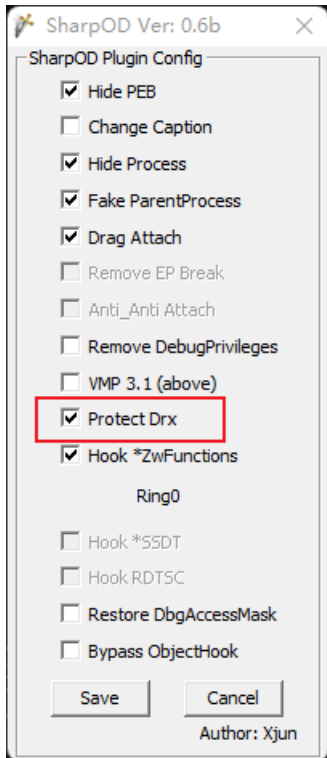 SharpOD Ver: 0.6b
SharpOD Plugin Config
Hide PEB
Change Caption
Hide Process
Fake ParentProcess
Drag Attach
Remove EP Break
Anti_Anti Attach
Remove DebugPrivileges
VMP 3.1 (above)
Protect Drx
Hook *ZwFunctions
Ring0
Hook *SSDT
Hook RDTSC
Restore DbgAccessMask
Bypass ObjectHook
Save Cancel
Author: Xjun